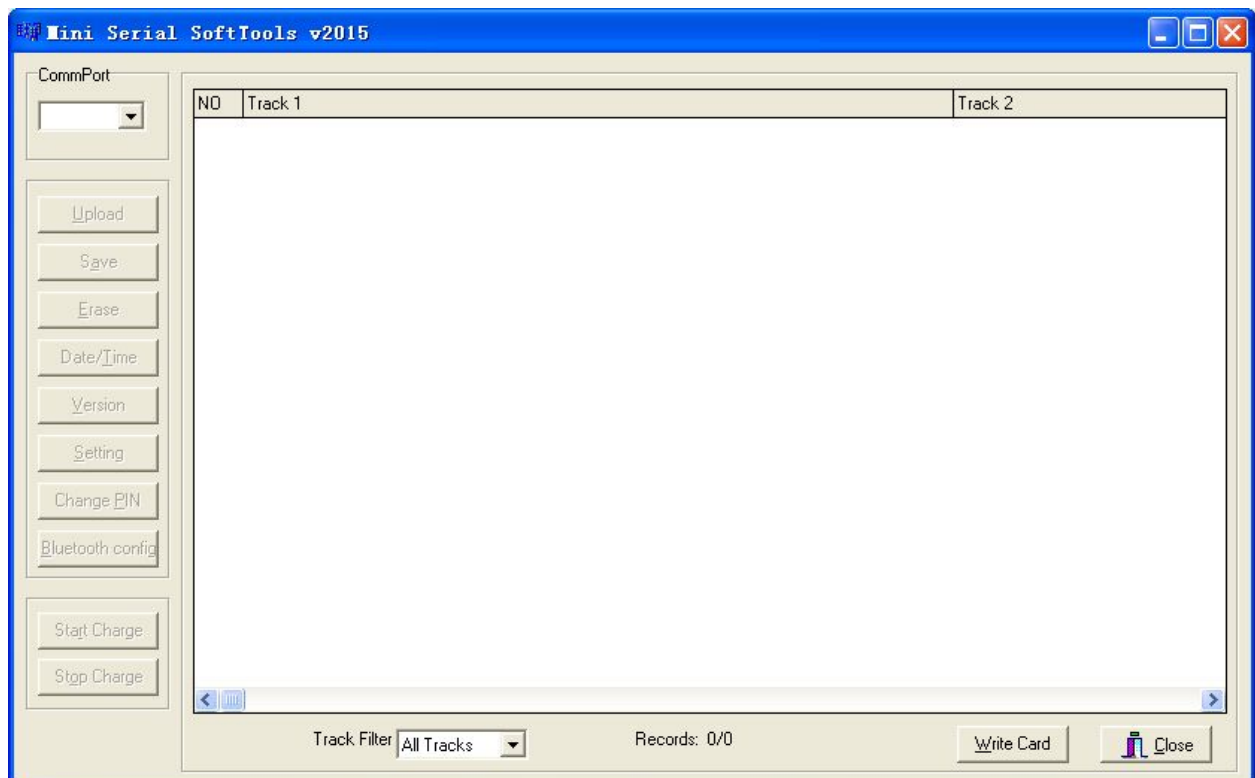 Mini Serial SoftTools v2015
CommPort
NO Track 1 Track 2
Upload
Save
Erase
Date/Time
Version
Setting
Change PIN
Bluetooth config
Start Charge
Stop Charge
Track Filter All Tracks Records: 0/0 Write Card Close